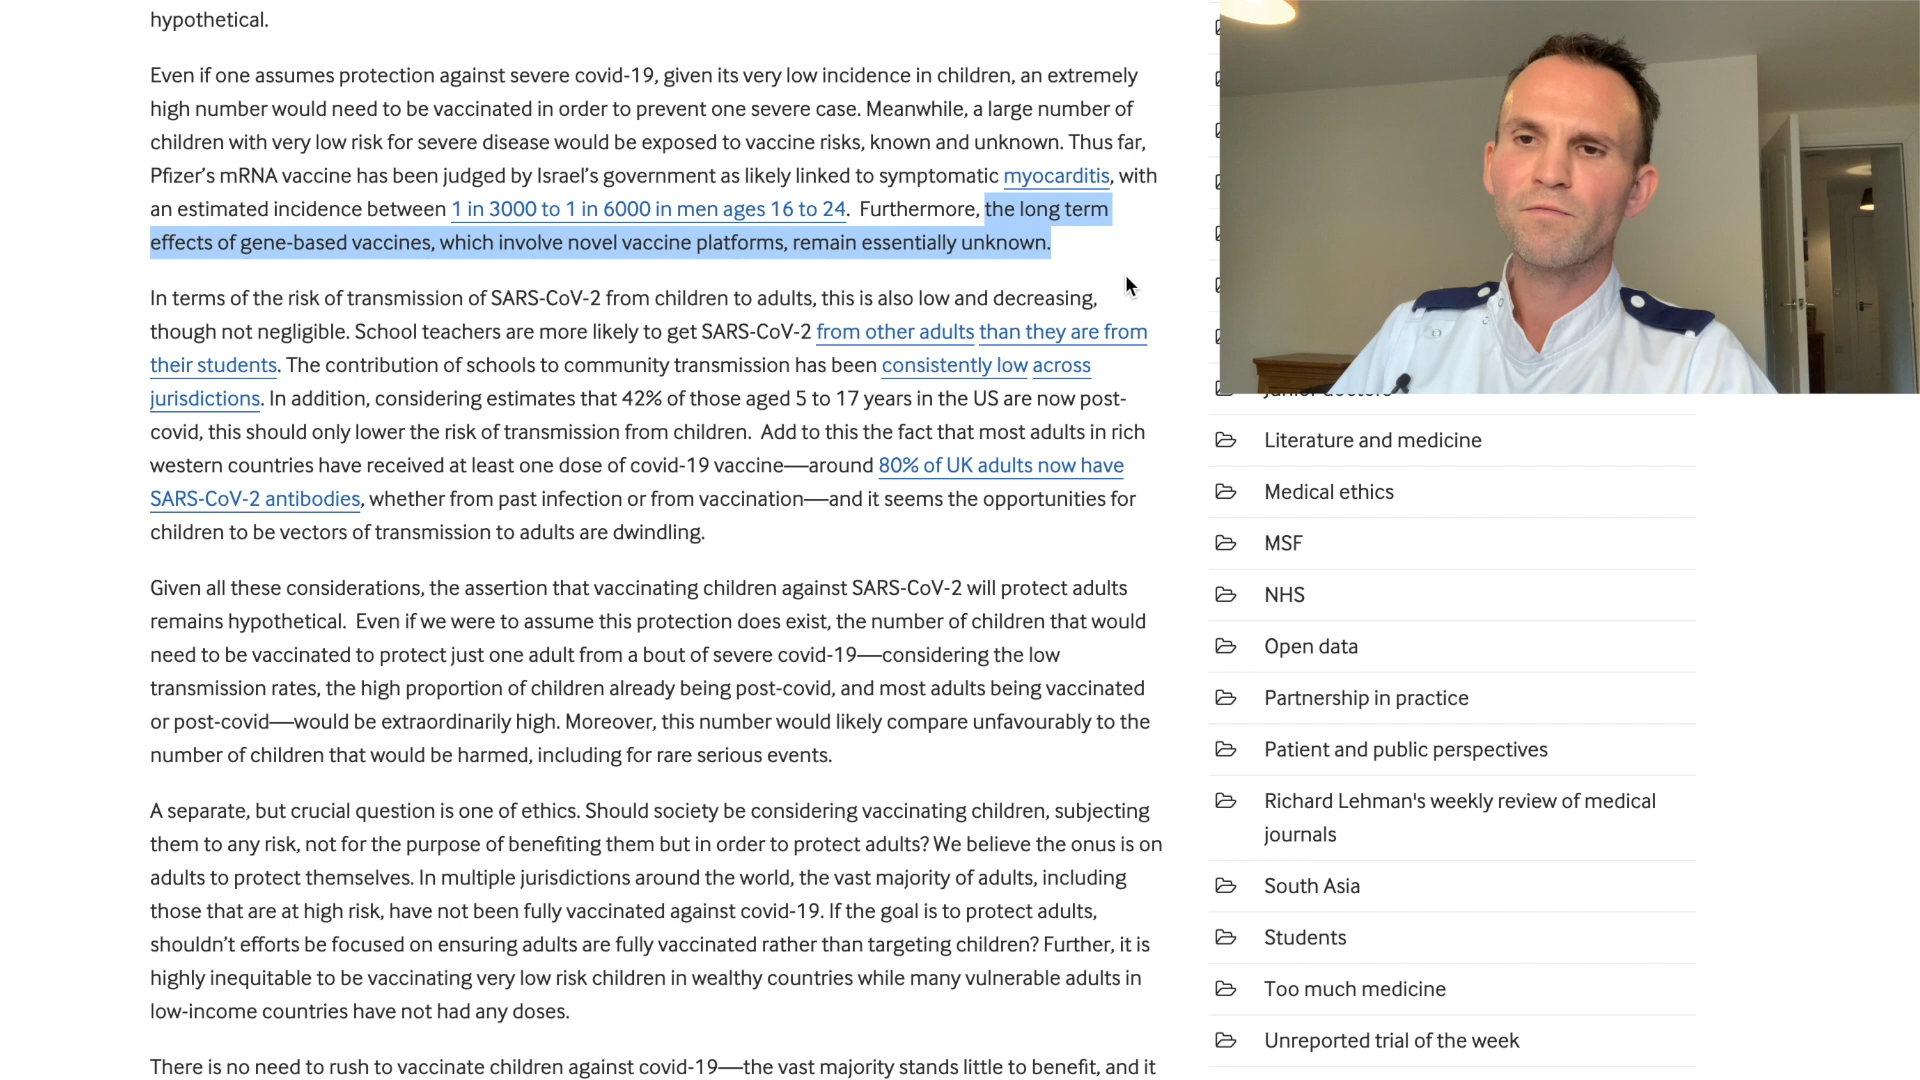 hypothetical.
Even if one assumes protection against severe covid-19, given its very low incidence in children, an extremely
high number would need to be vaccinated in order to prevent one severe case. Meanwhile, a large number of
children with very low risk for severe disease would be exposed to vaccine risks, known and unknown. Thus far,
Pfizer’s mRNA vaccine has been judged by Israel’s government as likely linked to symptomatic myocarditis, with
an estimated incidence between 1 in 3000 to 1 in 6000 in men ages 16 to 24.  Furthermore, the long term
effects of gene-based vaccines, which involve novel vaccine platforms, remain essentially unknown.
In terms of the risk of transmission of SARS-CoV-2 from children to adults, this is also low and decreasing,
though not negligible. School teachers are more likely to get SARS-CoV-2 from other adults than they are from
their students. The contribution of schools to community transmission has been consistently low across
jurisdictions. In addition, considering estimates that 42% of those aged 5 to 17 years in the US are now post-
covid, this should only lower the risk of transmission from children.  Add to this the fact that most adults in rich
western countries have received at least one dose of covid-19 vaccine—around 80% of UK adults now have
SARS-CoV-2 antibodies, whether from past infection or from vaccination—and it seems the opportunities for
children to be vectors of transmission to adults are dwindling.
Given all these considerations, the assertion that vaccinating children against SARS-CoV-2 will protect adults
remains hypothetical.  Even if we were to assume this protection does exist, the number of children that would
need to be vaccinated to protect just one adult from a bout of severe covid-19—considering the low
transmission rates, the high proportion of children already being post-covid, and most adults being vaccinated
or post-covid—would be extraordinarily high. Moreover, this number would likely compare unfavourably to the
number of children that would be harmed, including for rare serious events.
A separate, but crucial question is one of ethics. Should society be considering vaccinating children, subjecting
them to any risk, not for the purpose of benefiting them but in order to protect adults? We believe the onus is on
adults to protect themselves. In multiple jurisdictions around the world, the vast majority of adults, including
those that are at high risk, have not been fully vaccinated against covid-19. If the goal is to protect adults,
shouldn’t efforts be focused on ensuring adults are fully vaccinated rather than targeting children? Further, it is
highly inequitable to be vaccinating very low risk children in wealthy countries while many vulnerable adults in
low-income countries have not had any doses.
There is no need to rush to vaccinate children against covid-19—the vast majority stands little to benefit, and it
Literature and medicine
Medical ethics
MSF
NHS
Open data
Partnership in practice
Patient and public perspectives
Richard Lehman's weekly review of medical
journals
South Asia
Students
Too much medicine
Unreported trial of the week